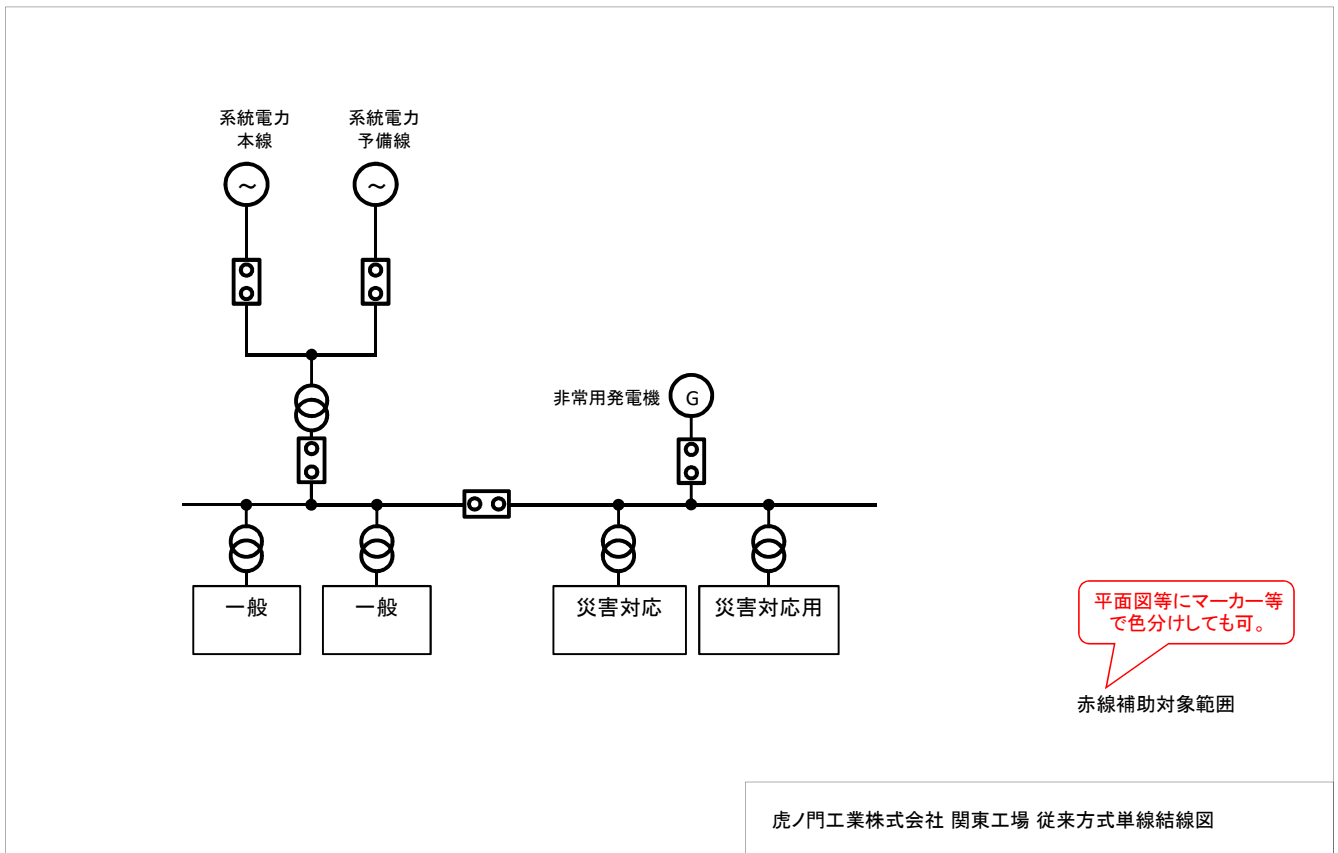 系統電力
本線
系統電力
予備線
～
～
非常用発電機
G
一般
一般
災害対応
災害対応用
平面図等にマーカー等
で色分けしても可。
赤線補助対象範囲
虎ノ門工業株式会社 関東工場 従来方式単線結線図